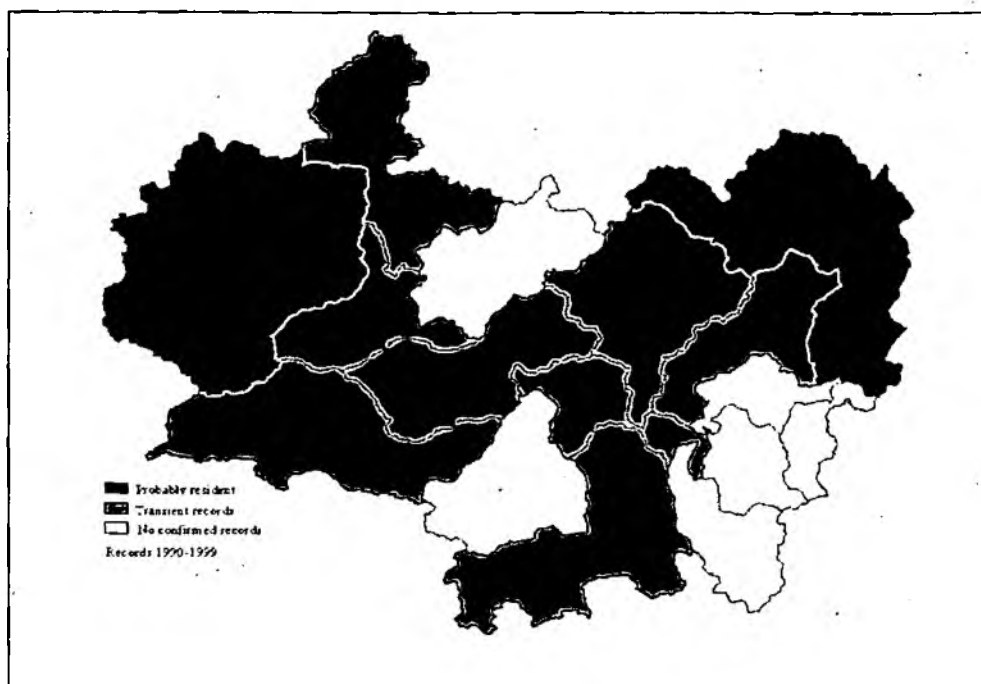 Probably resident
Transient records
No confirmed records
Records 1990-1999